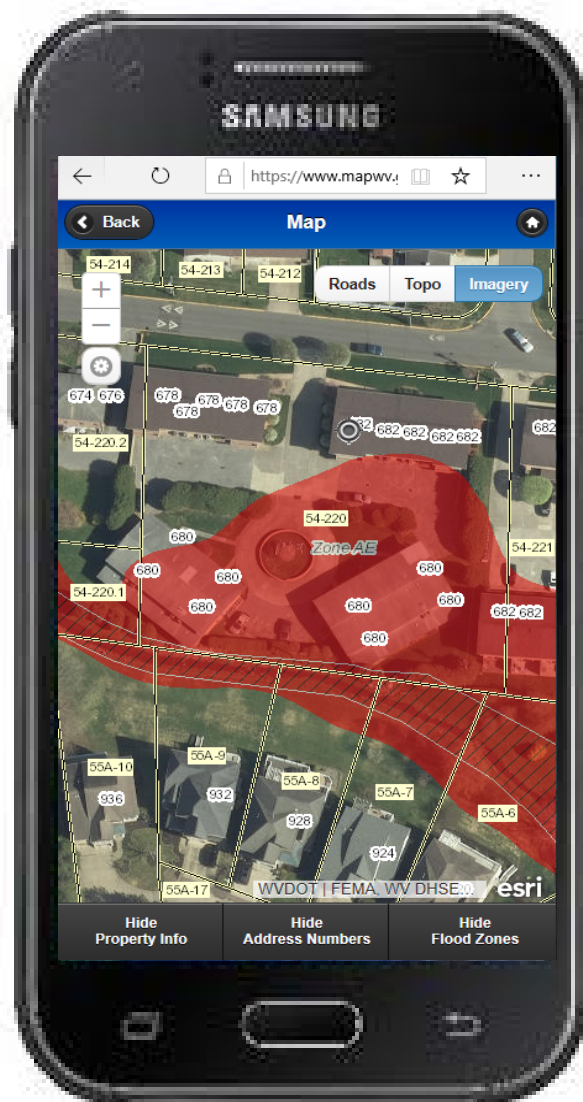 SAMSUNG
https://www.mapwv.g
Back
Map
54-214
54-213
54-212
Roads
Topo
Imagery
+
−
674 676
678
678
678
678
678
682 682 682 682
682
54-220.2
54-220
680
Zone AE
54-221
680
680
680
54-220.1
680
680
680
682 682
680
55A-9
55A-10
55A-8
55A-7
936
932
55A-6
928
924
55A-17
WVDOT | FEMA, WV DHSE
esri
Hide
Property Info
Hide
Address Numbers
Hide
Flood Zones